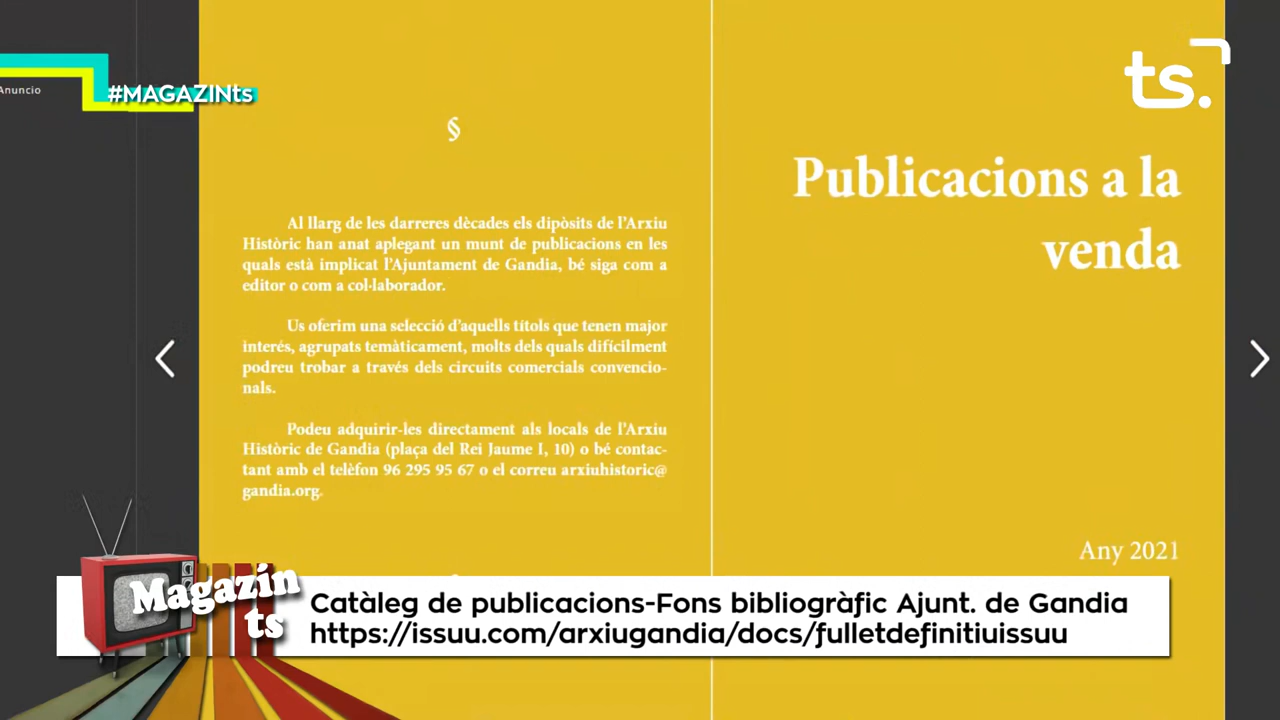 Anuncio
#MAGAZINts
ts.
§
Al llarg de les darreres dècades els dipòsits de l'Arxiu
Històric han anat aplegant un munt de publicacions en les
quals està implicat l'Ajuntament de Gandia, bé siga com a
editor o com a col·laborador.
Us oferim una selecció d'aquells títols que tenen major
interés, agrupats temàticament, molts dels quals difícilment
podreu trobar a través dels circuits comercials convencio-
nals.
Podeu adquirir-les directament als locals de l'Arxiu
Històric de Gandia (plaça del Rei Jaume I, 10) o bé contac-
tant amb el telèfon 96 295 95 67 o el correu arxiuhistoric@
gandia.org.
Publicacions a la
venda
Any 2021
Magazín
ts
Catàleg de publicacions-Fons bibliogràfic Ajunt. de Gandia
https://issuu.com/arxiugandia/docs/fulletdefinitiuissuu